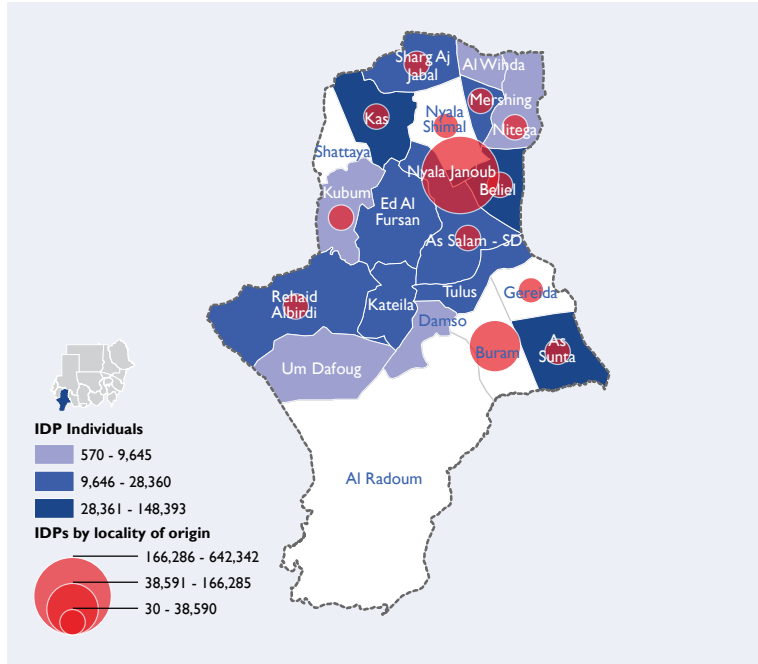 Sharg Aj
Jabal
Al Wihda
Mershing
Kas
Nyala
Shimal
Nitega
Shattaya
Nyala Janoub
Beliel
Kubum
Ed Al
Fursan
As Salam - SD
Rehaid
Albirdi
Kateila
Tulus
Gereida
Damso
Buram
As
Sunta
Um Dafoug
Al Radoum
IDP Individuals
570 - 9,645
9,646 - 28,360
28,361 - 148,393
IDPs by locality of origin
166,286 - 642,342
38,591 - 166,285
30 - 38,590